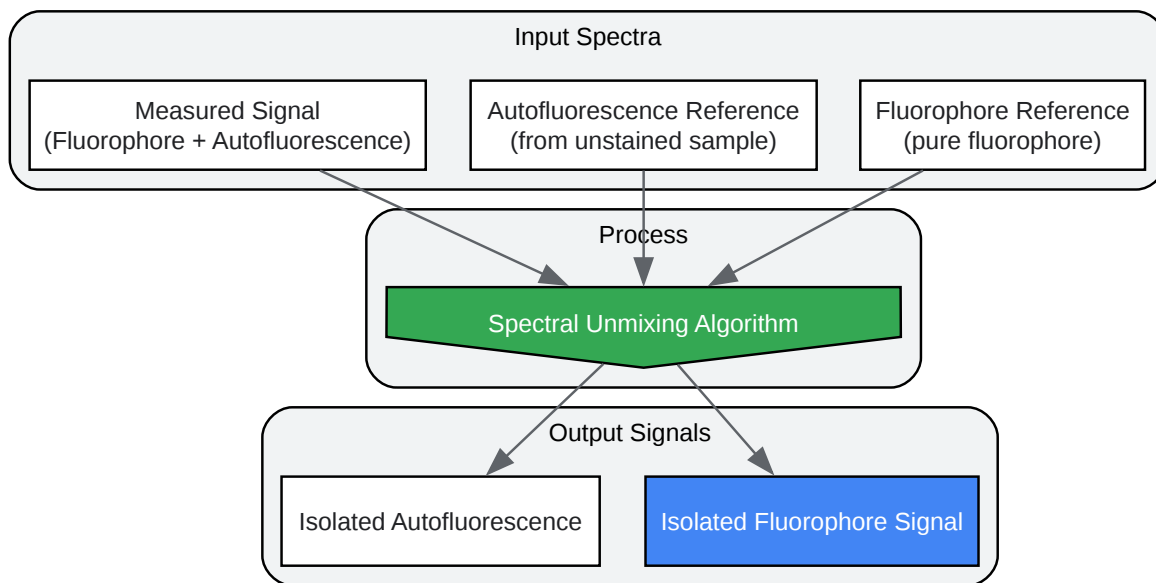 Input Spectra
Measured Signal
(Fluorophore + Autofluorescence)
Autofluorescence Reference
(from unstained sample)
Fluorophore Reference
(pure fluorophore)
Process
Spectral Unmixing Algorithm
Output Signals
Isolated Autofluorescence
Isolated Fluorophore Signal